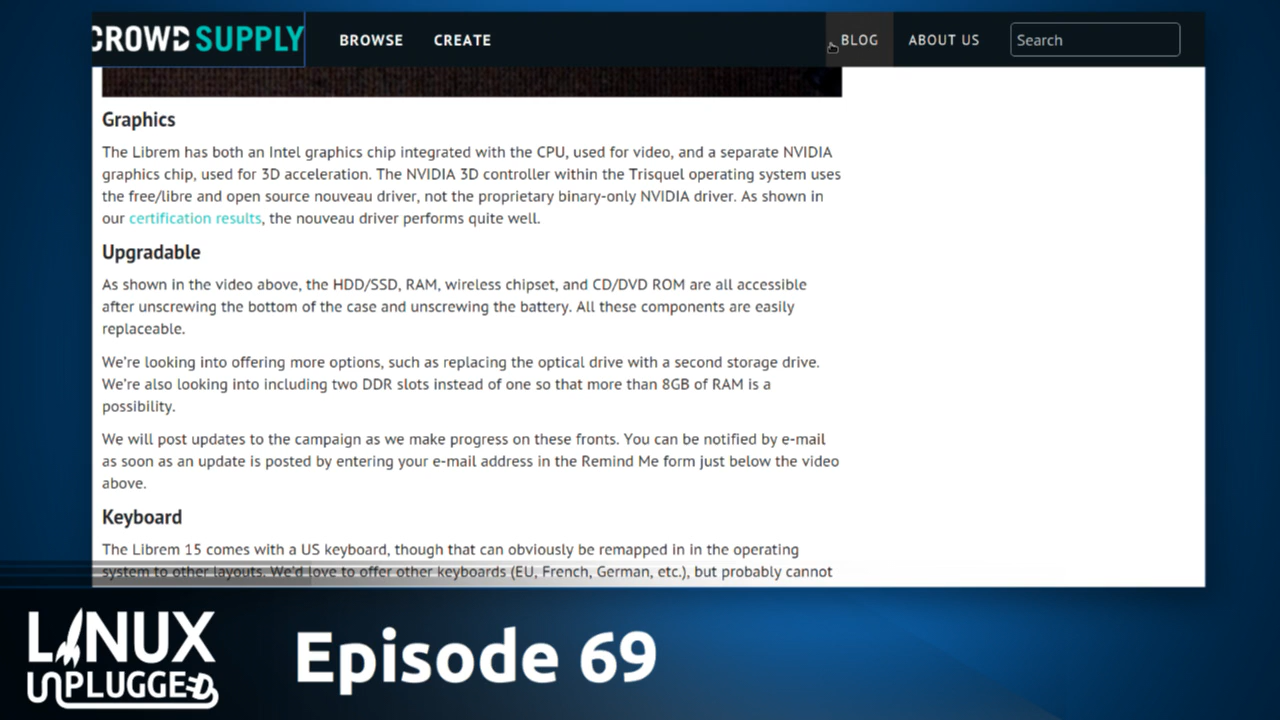 CROWD SUPPLY BROWSE CREATE BLOG ABOUT US Search
Graphics
The Librem has both an Intel graphics chip integrated with the CPU, used for video, and a separate NVIDIA
graphics chip, used for 3D acceleration. The NVIDIA 3D controller within the Trisquel operating system uses
the free/libre and open source nouveau driver, not the proprietary binary-only NVIDIA driver. As shown in
our certification results, the nouveau driver performs quite well.
Upgradable
As shown in the video above, the HDD/SSD, RAM, wireless chipset, and CD/DVD ROM are all accessible
after unscrewing the bottom of the case and unscrewing the battery. All these components are easily
replaceable.
We're looking into offering more options, such as replacing the optical drive with a second storage drive.
We're also looking into including two DDR slots instead of one so that more than 8GB of RAM is a
possibility.
We will post updates to the campaign as we make progress on these fronts. You can be notified by e-mail
as soon as an update is posted by entering your e-mail address in the Remind Me form just below the video
above.
Keyboard
The Librem 15 comes with a US keyboard, though that can obviously be remapped in in the operating
system to other layouts. We'd love to offer other keyboards (EU, French, German, etc.), but probably cannot
LINUX
UNPLUGGED
Episode 69